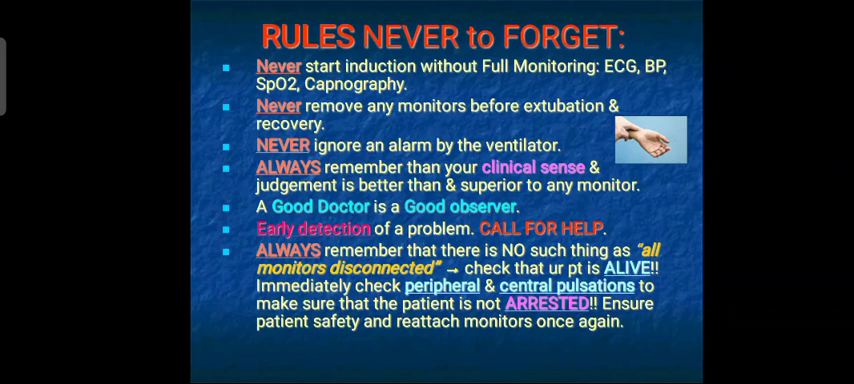 RULES NEVER to FORGET:
Never start induction without Full Monitoring: ECG, BP,
SpO2, Capnography.
Never remove any monitors before extubation &
recovery.
NEVER ignore an alarm by the ventilator.
ALWAYS remember than your clinical sense &
judgement is better than & superior to any monitor.
A Good Doctor is a Good observer.
Early detection of a problem. CALL FOR HELP.
ALWAYS remember that there is NO such thing as “all
monitors disconnected” → check that ur pt is ALIVE!!
Immediately check peripheral & central pulsations to
make sure that the patient is not ARRESTED!! Ensure
patient safety and reattach monitors once again.